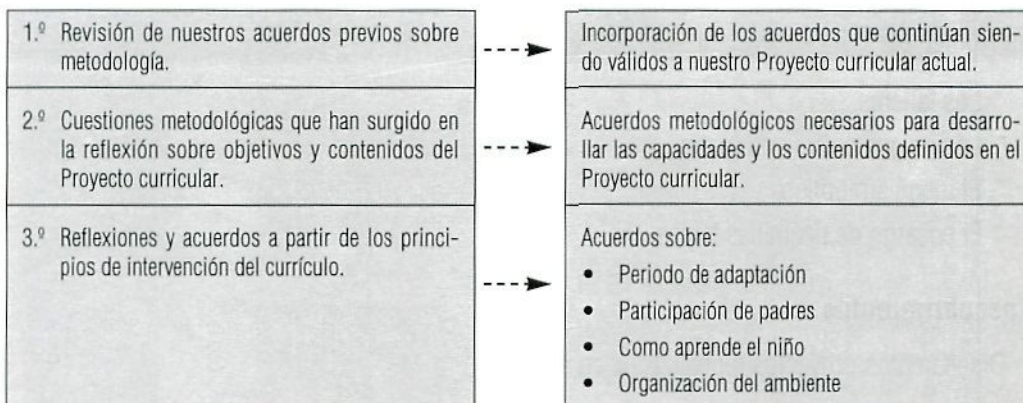 1.º Revisión de nuestros acuerdos previos sobre
metodología.
Incorporación de los acuerdos que continúan sien-
do válidos a nuestro Proyecto curricular actual.
2.º Cuestiones metodológicas que han surgido en
la reflexión sobre objetivos y contenidos del
Proyecto curricular.
Acuerdos metodológicos necesarios para desarro-
llar las capacidades y los contenidos definidos en el
Proyecto curricular.
3.º Reflexiones y acuerdos a partir de los princi-
pios de intervención del currículo.
Acuerdos sobre:
• Periodo de adaptación
• Participación de padres
• Como aprende el niño
• Organización del ambiente